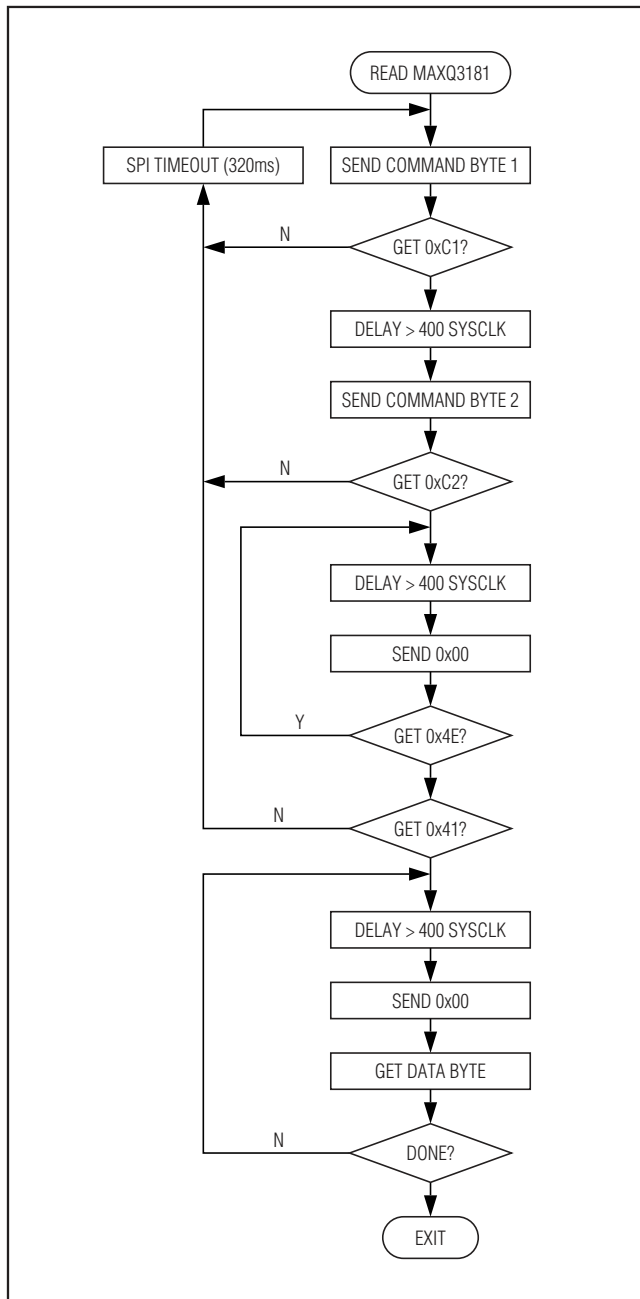 READ MAXQ3181
SPI TIMEOUT (320ms)
SEND COMMAND BYTE 1
N
GET 0xC1?
DELAY > 400 SYSCLK
SEND COMMAND BYTE 2
N
GET 0xC2?
DELAY > 400 SYSCLK
SEND 0x00
Y
GET 0x4E?
N
GET 0x41?
DELAY > 400 SYSCLK
SEND 0x00
GET DATA BYTE
N
DONE?
EXIT